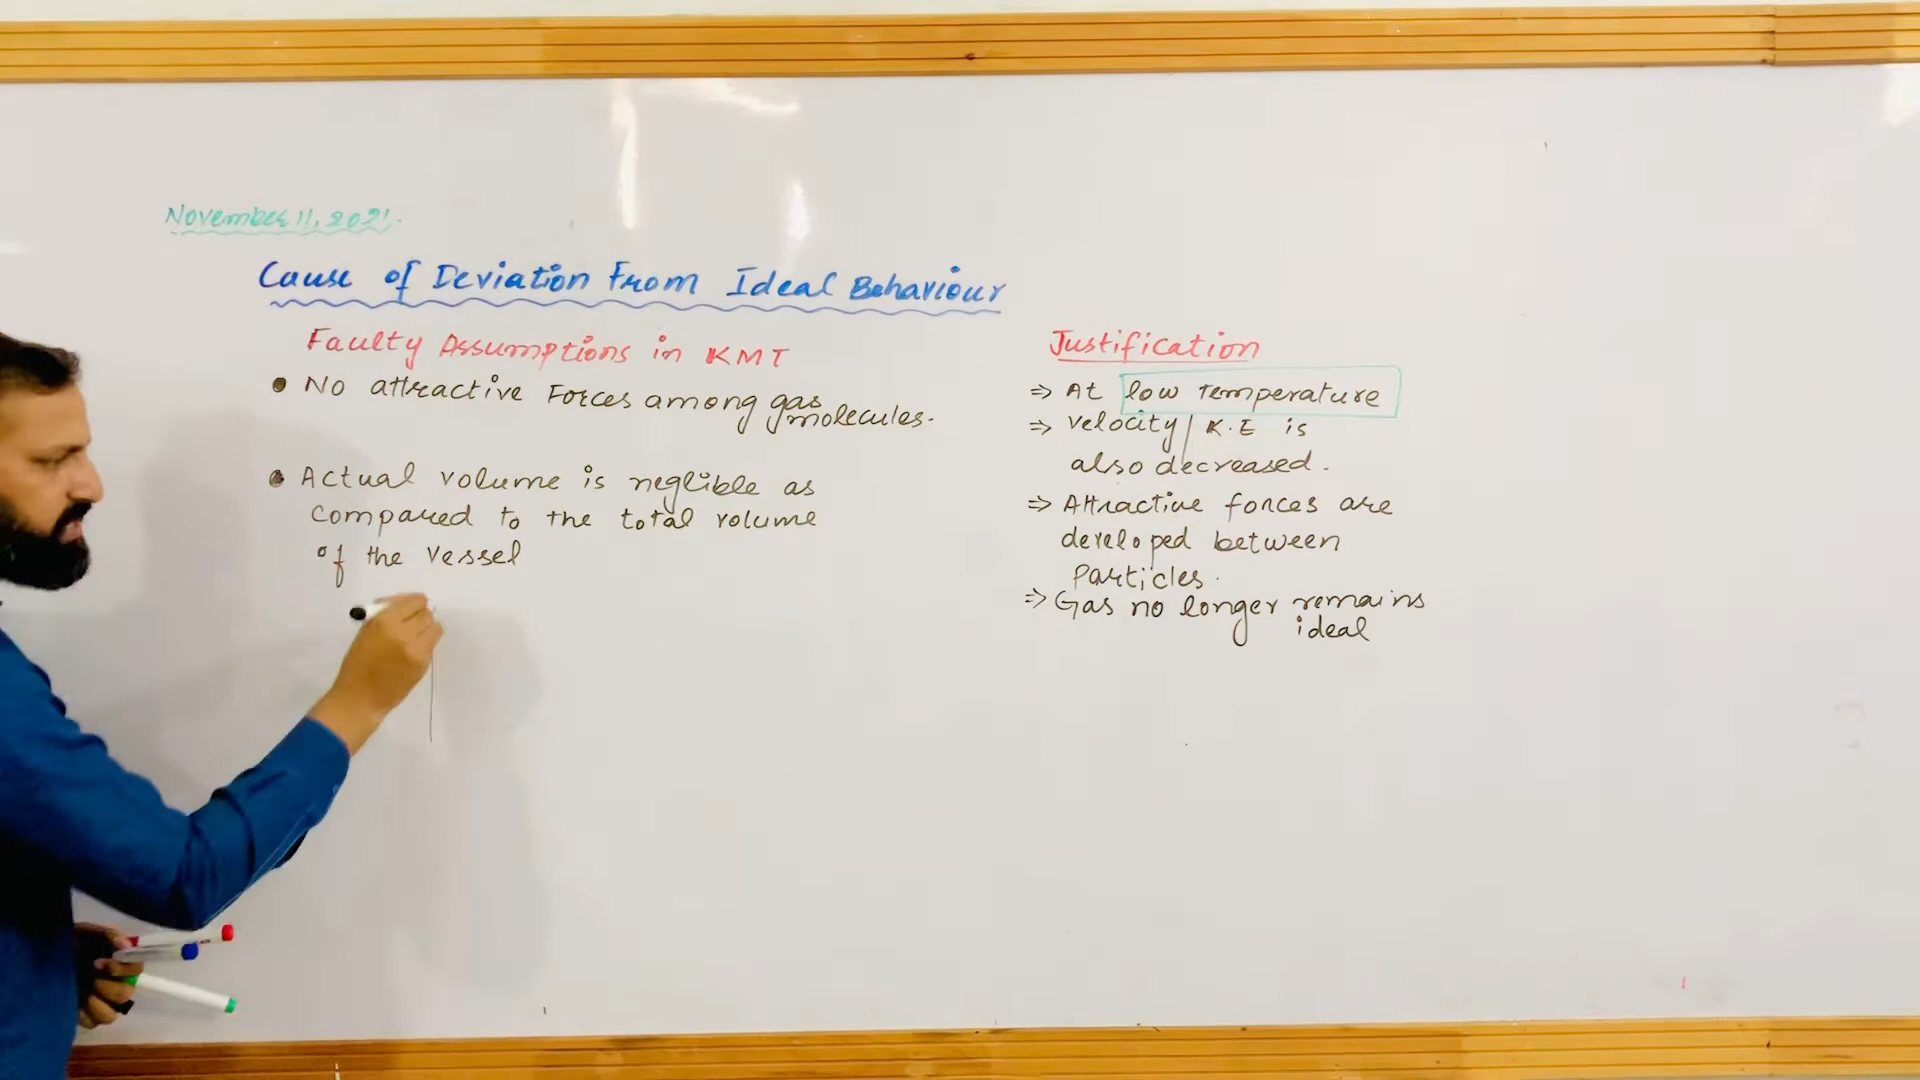 November 11, 2021.
Cause of Deviation From Ideal Behaviour
Faulty Assumptions in KMT
• No attractive Forces among gas
molecules.
• Actual volume is neglible as
compared to the total volume
of the vessel
Justification
⇒ At low temperature
⇒ velocity / K.E is
also decreased.
⇒ Attractive forces are
developed between
Particles.
⇒ Gas no longer remains
ideal